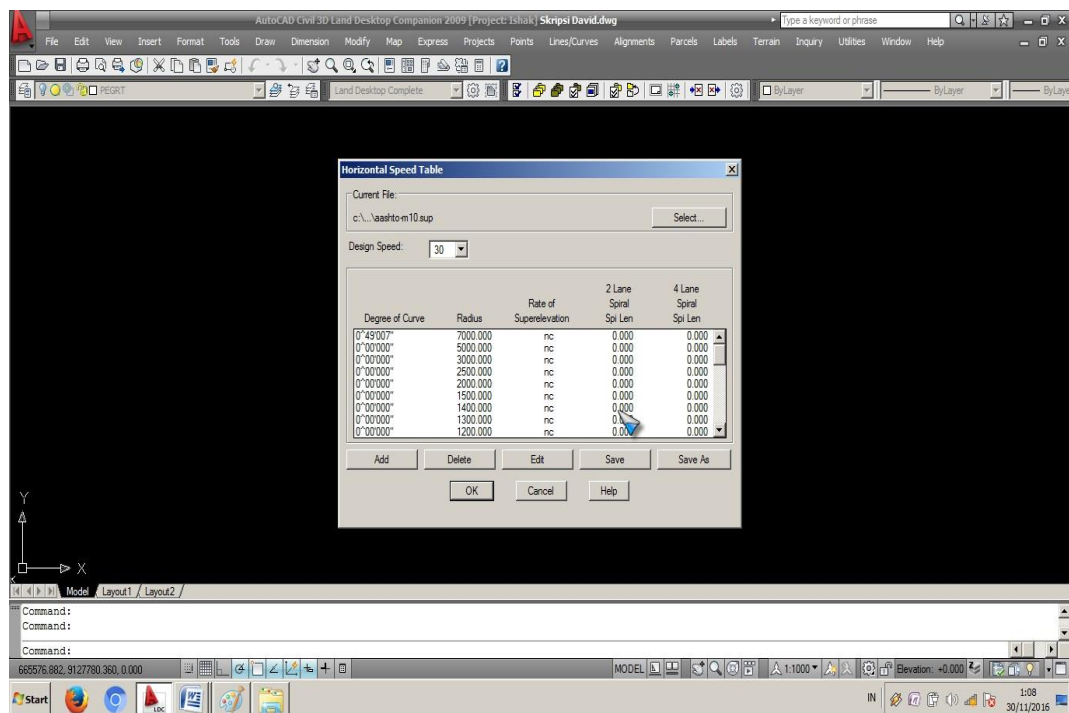 AutoCAD Civil 3D Land Desktop Companion 2009 [Project: Ishak] Skripsi David.dwg
Type a keyword or phrase
File Edit View Insert Format Tools Draw Dimension Modify Map Express Projects Points Lines/Curves Alignments Parcels Labels Terrain Inquiry Utilities Window Help
PEGRT
Land Desktop Complete
ByLayer
ByLayer
ByLaye
Horizontal Speed Table
Current File:
c:\...\aashto-m10.sup
Select...
Design Speed:
30
2 Lane 4 Lane
Rate of Spiral Spiral
Degree of Curve Radius Superelevation Spi Len Spi Len
0^49'007" 7000.000 nc 0.000 0.000
0^00'000" 5000.000 nc 0.000 0.000
0^00'000" 3000.000 nc 0.000 0.000
0^00'000" 2500.000 nc 0.000 0.000
0^00'000" 2000.000 nc 0.000 0.000
0^00'000" 1500.000 nc 0.000 0.000
0^00'000" 1400.000 nc 0.000 0.000
0^00'000" 1300.000 nc 0.000
0^00'000" 1200.000 nc 0.000 0.000
Add Delete Edit Save Save As
OK Cancel Help
Y
X
Model Layout1 Layout2
Command:
Command:
Command:
665576.882, 9127780.360, 0.000
MODEL
1:1000
Elevation: +0.000
Start
LDC
IN
1:08
30/11/2016